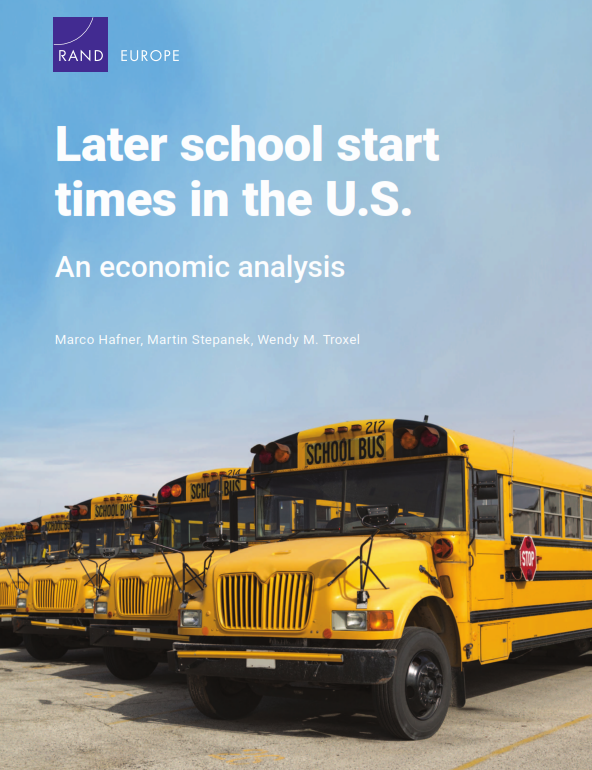 RAND EUROPE
Later school start
times in the U.S.
An economic analysis
Marco Hafner, Martin Stepanek, Wendy M. Troxel
212
SCHOOL BUS
214
SCHOOL BUS
SCHOOL BUS
STOP